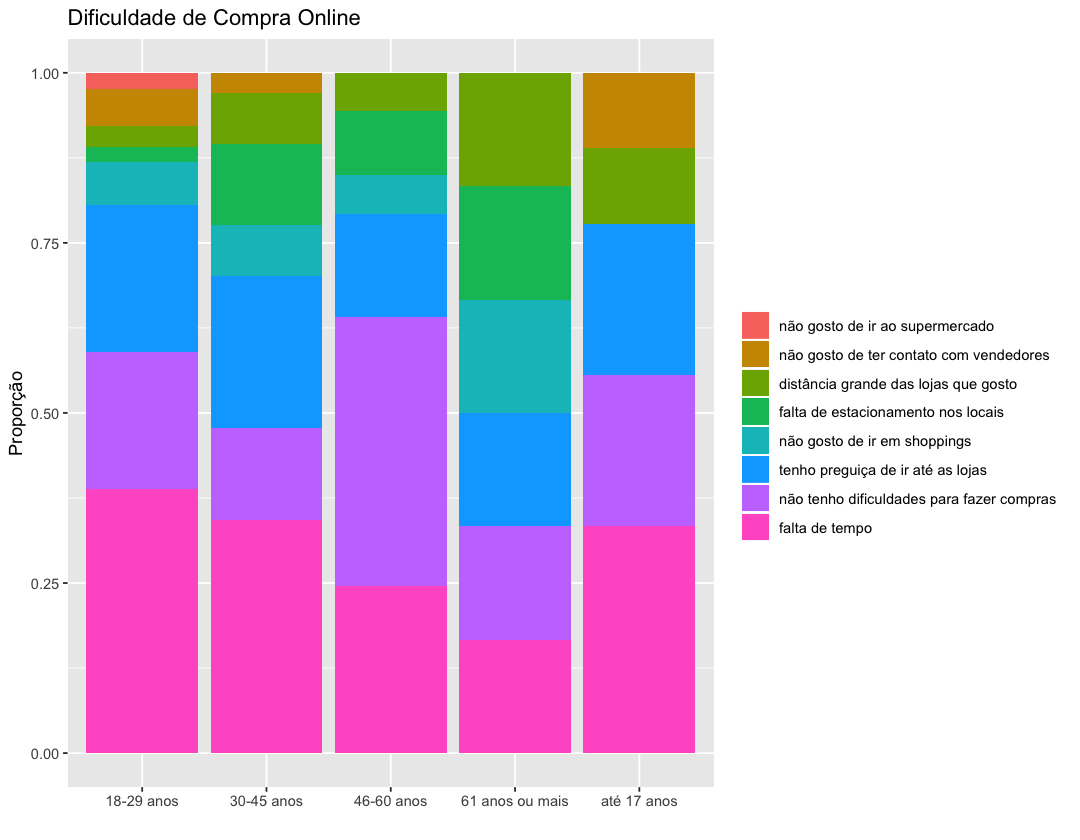 Dificuldade de Compra Online
Proporção
1.00
0.75
0.50
0.25
0.00
18-29 anos
30-45 anos
46-60 anos
61 anos ou mais
até 17 anos
não gosto de ir ao supermercado
não gosto de ter contato com vendedores
distância grande das lojas que gosto
falta de estacionamento nos locais
não gosto de ir em shoppings
tenho preguiça de ir até as lojas
não tenho dificuldades para fazer compras
falta de tempo